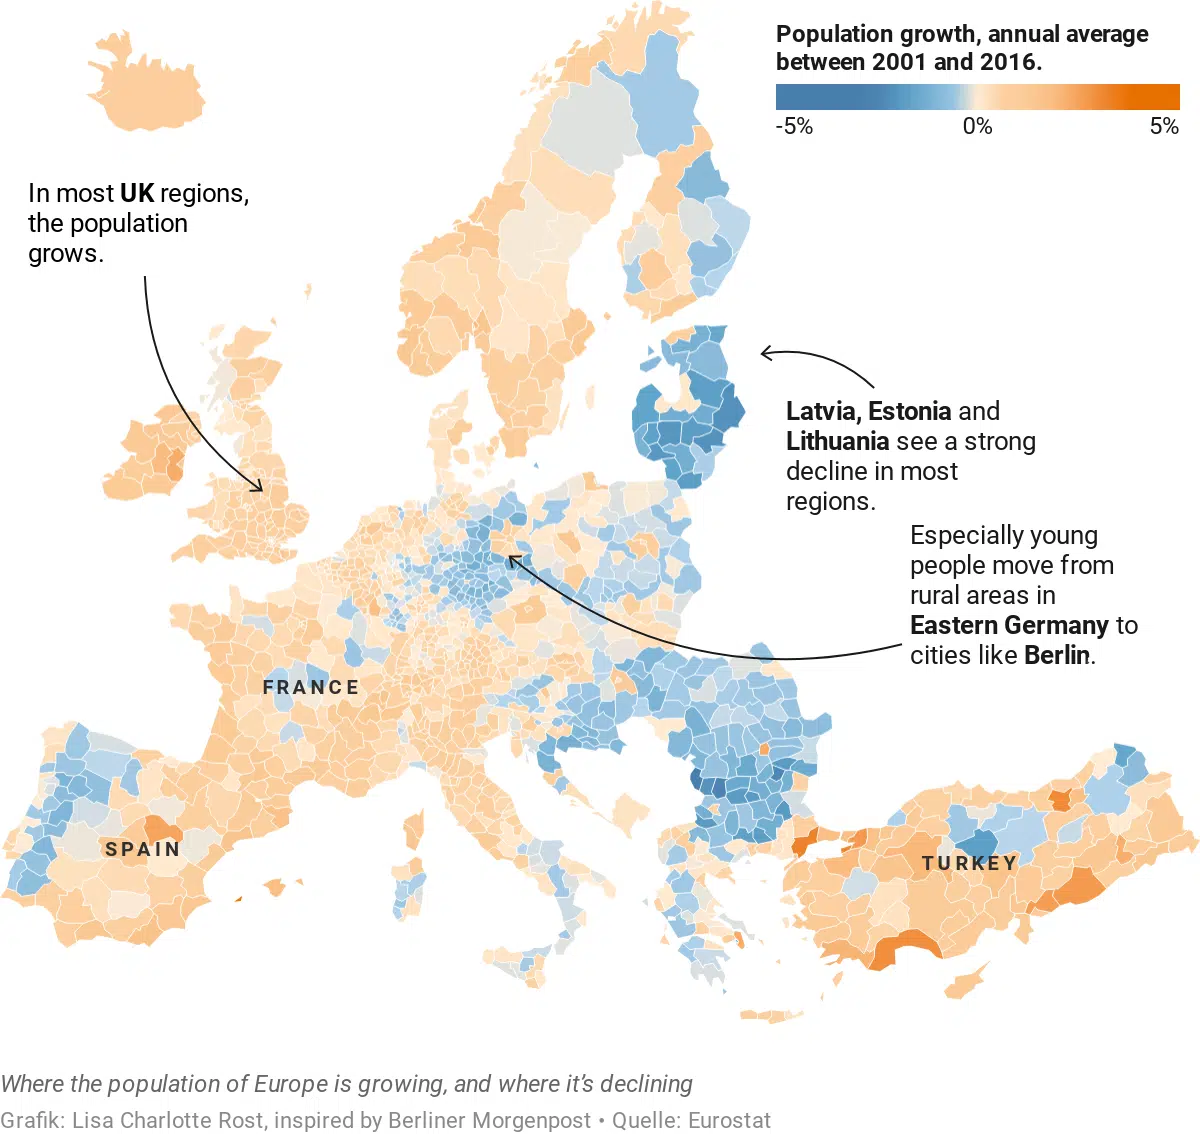 Population growth, annual average
between 2001 and 2016.
-5%
0%
5%
In most UK regions,
the population
grows.
Latvia, Estonia and
Lithuania see a strong
decline in most
regions.
Especially young
people move from
rural areas in
Eastern Germany to
cities like Berlin.
FRANCE
SPAIN
TURKEY
Where the population of Europe is growing, and where it's declining
Grafik: Lisa Charlotte Rost, inspired by Berliner Morgenpost • Quelle: Eurostat